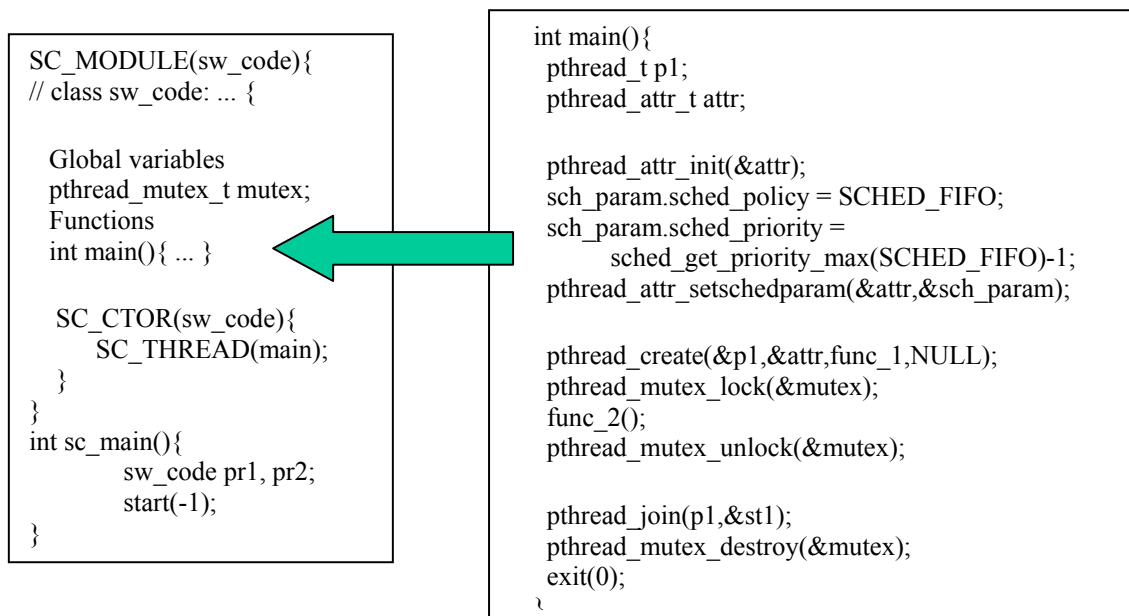 SC_MODULE(sw_code){
// class sw_code: ... {
Global variables
pthread_mutex_t mutex;
Functions
int main(){ ... }
SC_CTOR(sw_code){
SC_THREAD(main);
}
}
int sc_main(){
sw_code pr1, pr2;
start(-1);
}
int main(){
pthread_t p1;
pthread_attr_t attr;
pthread_attr_init(&attr);
sch_param.sched_policy = SCHED_FIFO;
sch_param.sched_priority =
sched_get_priority_max(SCHED_FIFO)-1;
pthread_attr_setschedparam(&attr,&sch_param);
pthread_create(&p1,&attr,func_1,NULL);
pthread_mutex_lock(&mutex);
func_2();
pthread_mutex_unlock(&mutex);
pthread_join(p1,&st1);
pthread_mutex_destroy(&mutex);
exit(0);
}